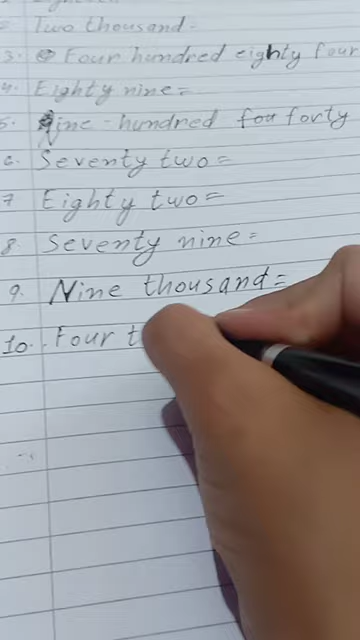 2. Two thousand -
3. Four hundred eighty four
4. Eighty nine =
5. Nine - hundred fou forty
6. Seventy two =
7 Eighty two =
8. Seventy nine =
9. Nine thousand =
10. Four t